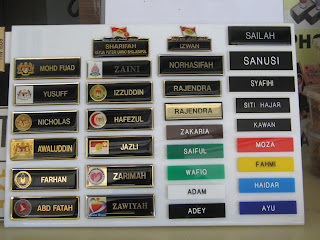 MOHD FUAD
YUSUFF
NICHOLAS
AWALUDDIN
FARHAN
ABD FATAH
SHARIFAH
ZAINI
IZZUDDIN
HAFEZUL
JAZLI
ZARIMAH
ZAWIYAH
IZWAH
NORHASIFAH
RAJENDRA
RAJENDRA
ZAKARIA
SAIFUL
WAFIQ
ADAM
ADEY
SAILAH
SANUSI
SYAFIHI
SITI HAJAR
KAWAN
MOZA
FAHMI
HAIDAR
AYU